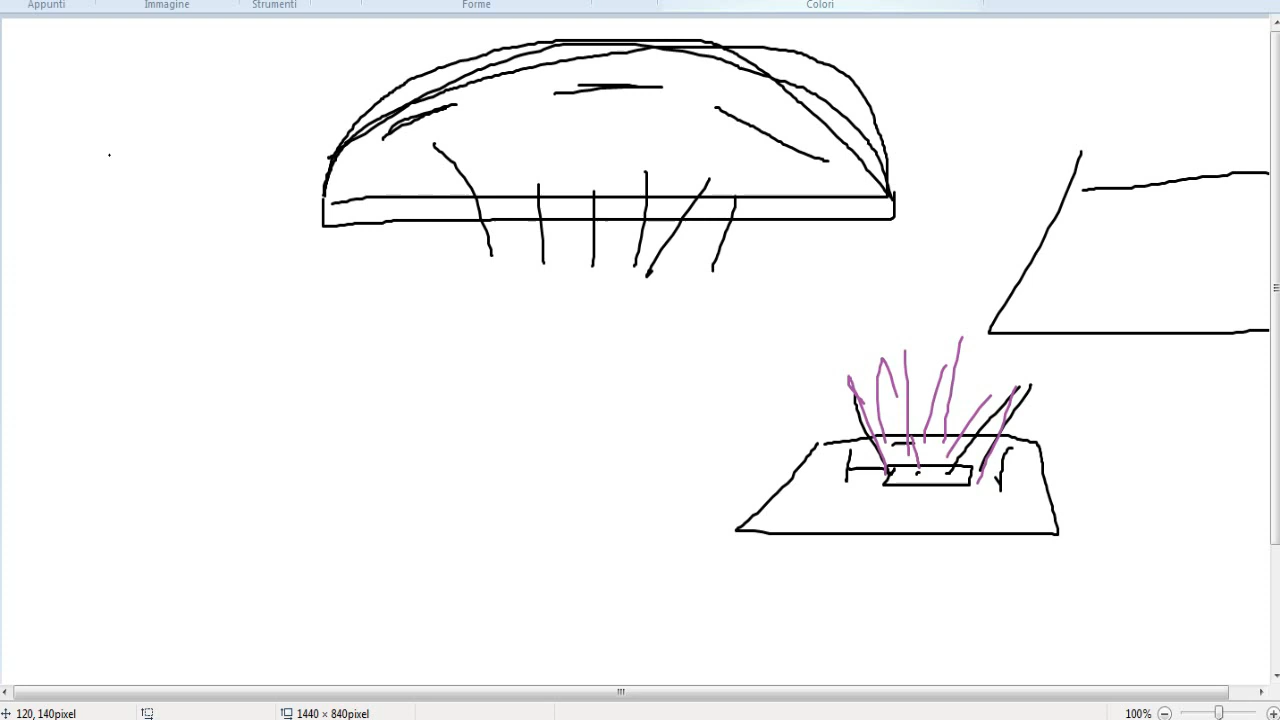 Appunti Immagine Strumenti Forme Colori
120, 140pixel 1440 × 840pixel 100%